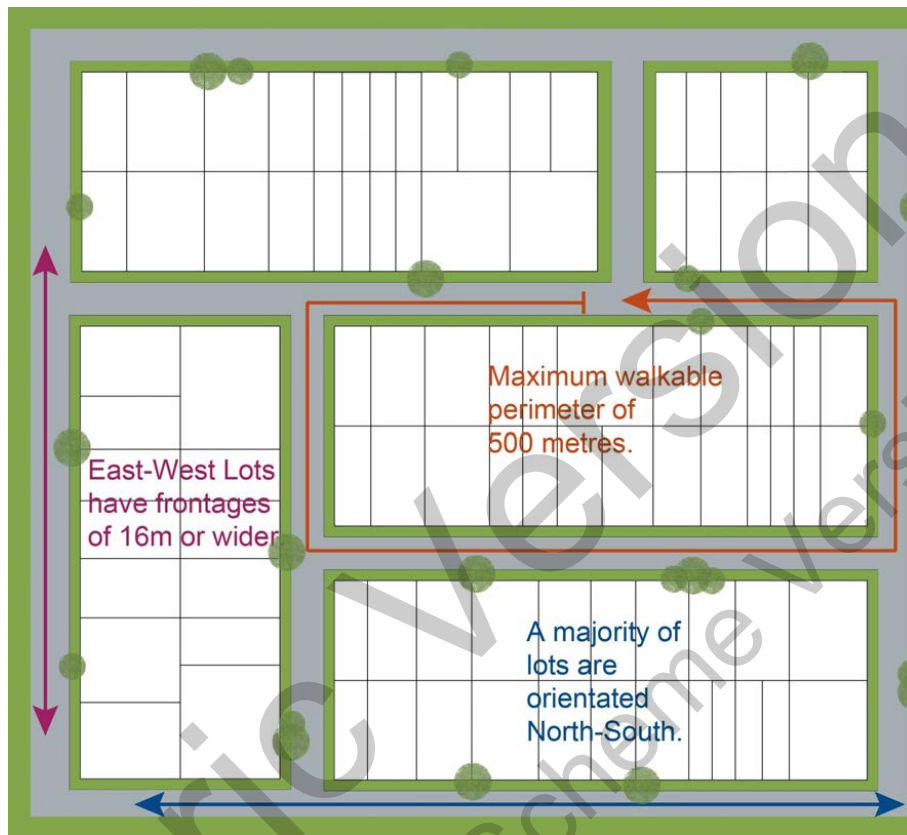 Maximum walkable
perimeter of
500 metres.
East-West Lots
have frontages
of 16m or wider
A majority of
lots are
orientated
North-South.
Version
Scheme Vers